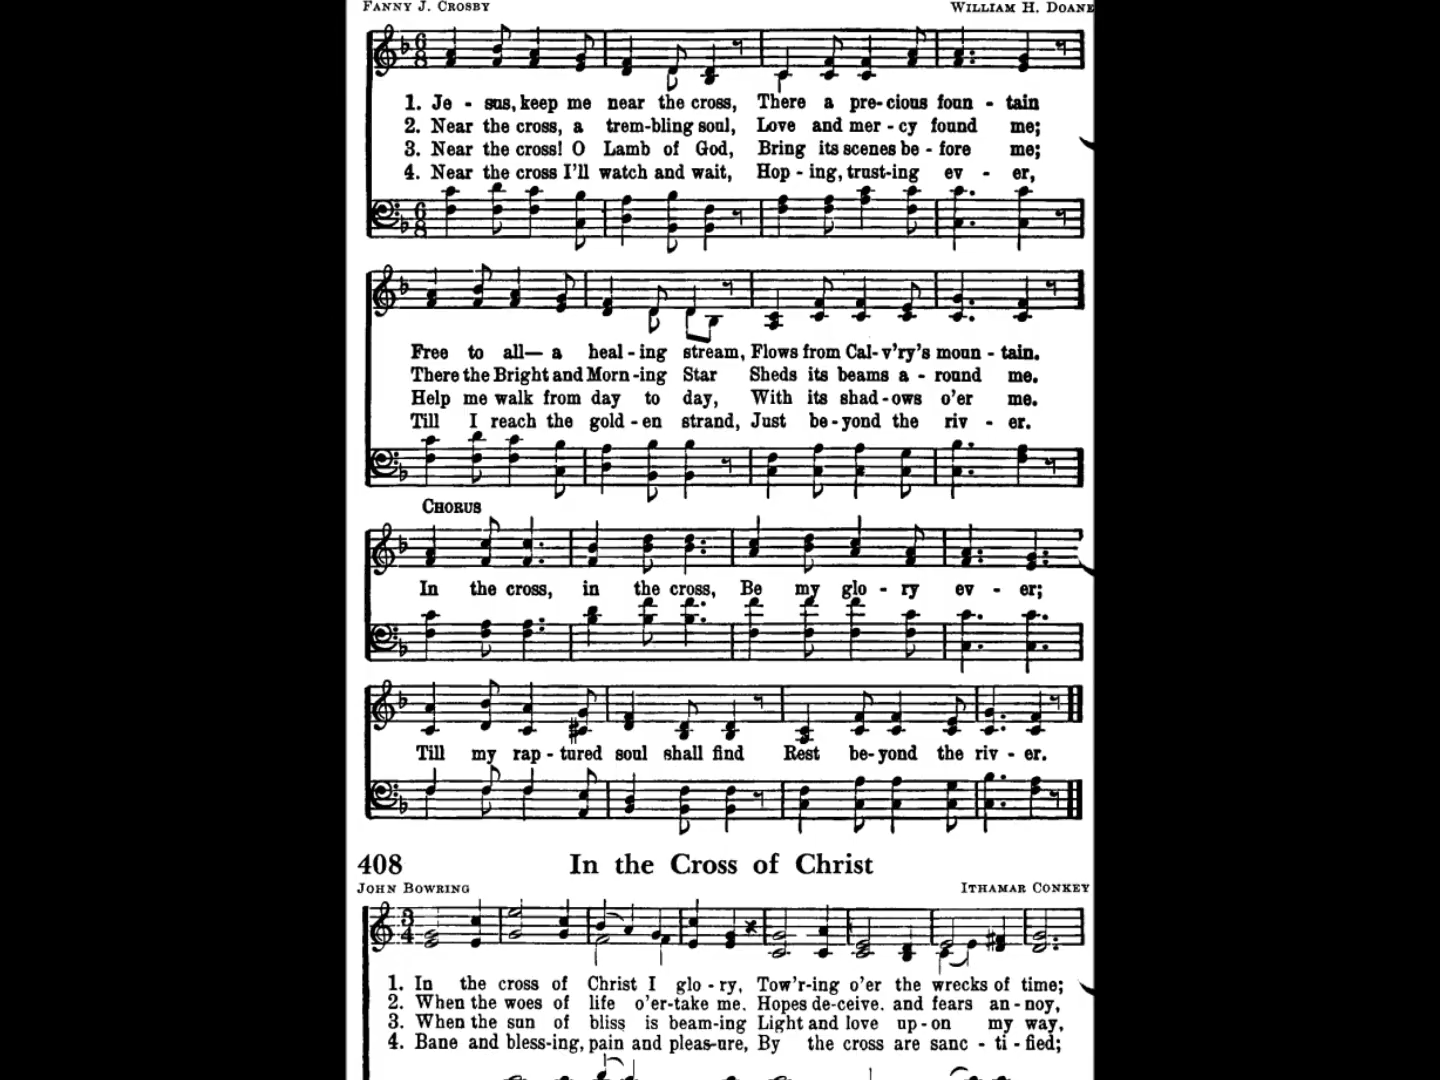 FANNY J. CROSBY WILLIAM H. DOANE
1. Je - sus, keep me near the cross, There a pre-cious foun - tain
2. Near the cross, a trem-bling soul, Love and mer - cy found me;
3. Near the cross! O Lamb of God, Bring its scenes be - fore me;
4. Near the cross I'll watch and wait, Hop - ing, trust-ing ev - er,
Free to all— a heal - ing stream, Flows from Cal-v'ry's moun - tain.
There the Bright and Morn-ing Star Sheds its beams a - round me.
Help me walk from day to day, With its shad-ows o'er me.
Till I reach the gold - en strand, Just be - yond the riv - er.
CHORUS
In the cross, in the cross, Be my glo - ry ev - er;
Till my rap - tured soul shall find Rest be- yond the riv - er.
408 In the Cross of Christ
JOHN BOWRING ITHAMAR CONKEY
1. In the cross of Christ I glo - ry, Tow'r-ing o'er the wrecks of time;
2. When the woes of life o'er-take me. Hopes de-ceive. and fears an - noy,
3. When the sun of bliss is beam-ing Light and love up - on my way,
4. Bane and bless-ing, pain and pleas-ure, By the cross are sanc - ti - fied;